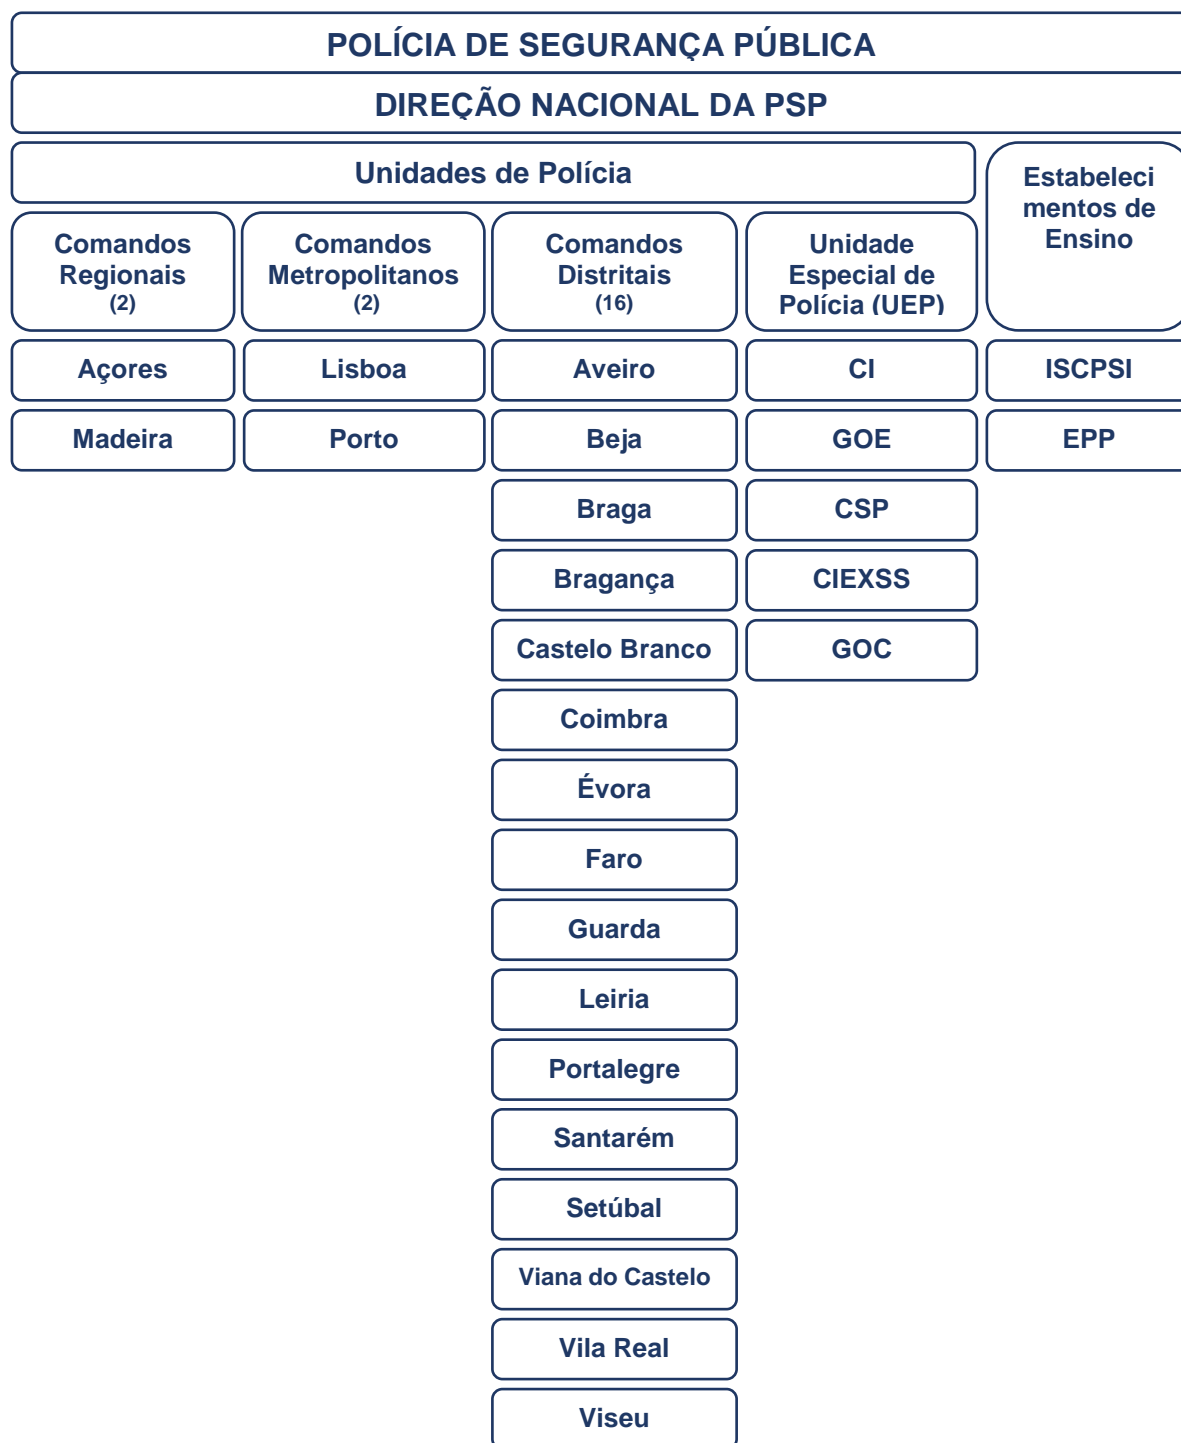 POLÍCIA DE SEGURANÇA PÚBLICA
DIREÇÃO NACIONAL DA PSP
Unidades de Polícia
Estabeleci
mentos de
Ensino
Comandos
Regionais
(2)
Comandos
Metropolitanos
(2)
Comandos
Distritais
(16)
Unidade
Especial de
Polícia (UEP)
Açores
Lisboa
Aveiro
CI
ISCPSI
Madeira
Porto
Beja
GOE
EPP
Braga
CSP
Bragança
CIEXSS
Castelo Branco
GOC
Coimbra
Évora
Faro
Guarda
Leiria
Portalegre
Santarém
Setúbal
Viana do Castelo
Vila Real
Viseu